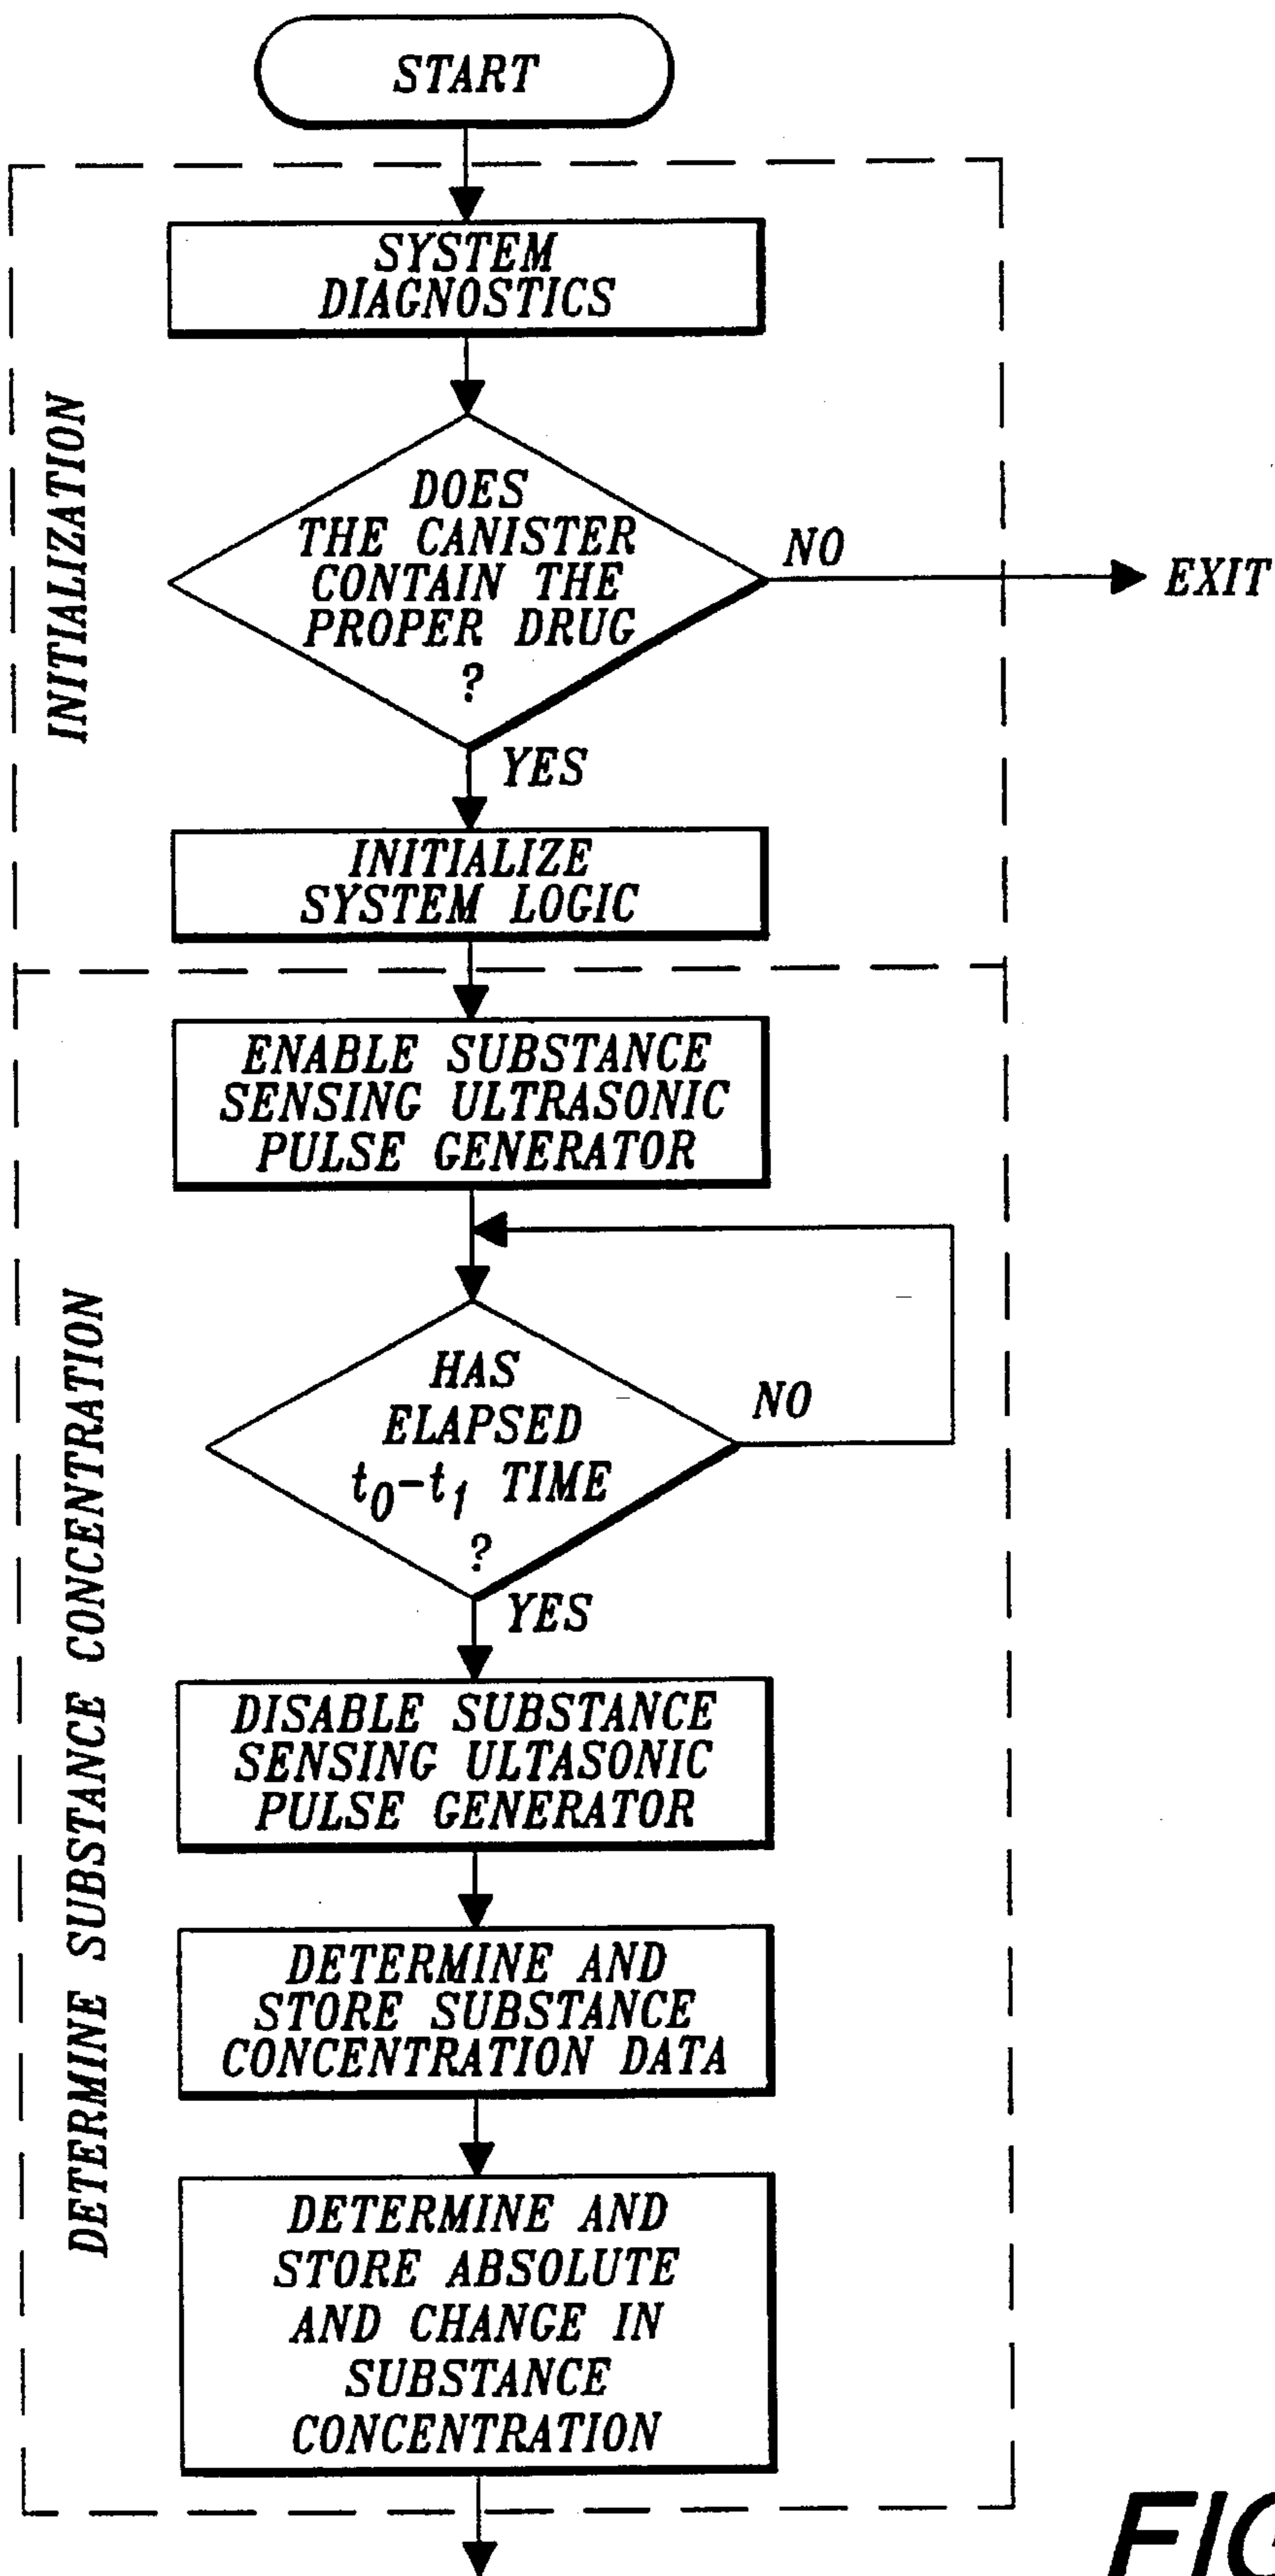 START
SYSTEM
DIAGNOSTICS
INITIALIZATION
DOES
THE CANISTER
CONTAIN THE
PROPER DRUG
?
NO
EXIT
YES
INITIALIZE
SYSTEM LOGIC
DETERMINE SUBSTANCE CONCENTRATION
ENABLE SUBSTANCE
SENSING ULTRASONIC
PULSE GENERATOR
HAS
ELAPSED
t₀-t₁ TIME
?
NO
YES
DISABLE SUBSTANCE
SENSING ULTASONIC
PULSE GENERATOR
DETERMINE AND
STORE SUBSTANCE
CONCENTRATION DATA
DETERMINE AND
STORE ABSOLUTE
AND CHANGE IN
SUBSTANCE
CONCENTRATION